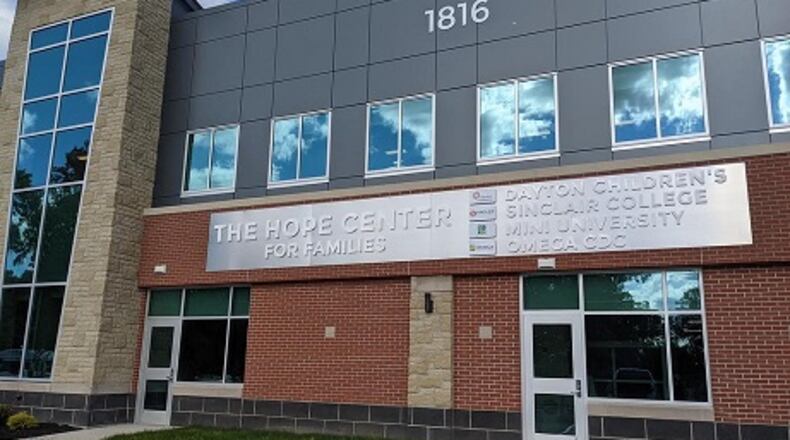 1816
THE HOPE CENTER
FOR FAMILIES
DAYTON CHILDREN'S
SINCLAIR COLLEGE
MINI UNIVERSITY
OMEGA CDC